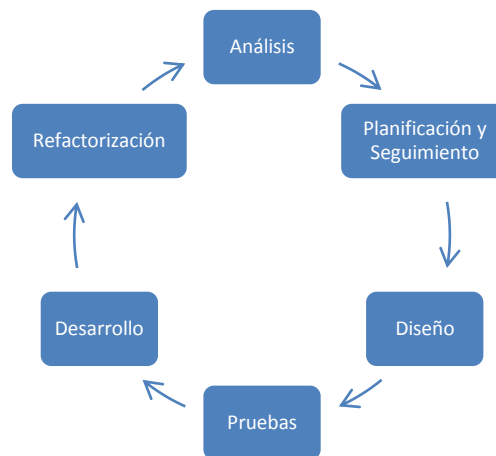 Análisis
Planificación y
Seguimiento
Diseño
Pruebas
Desarrollo
Refactorización